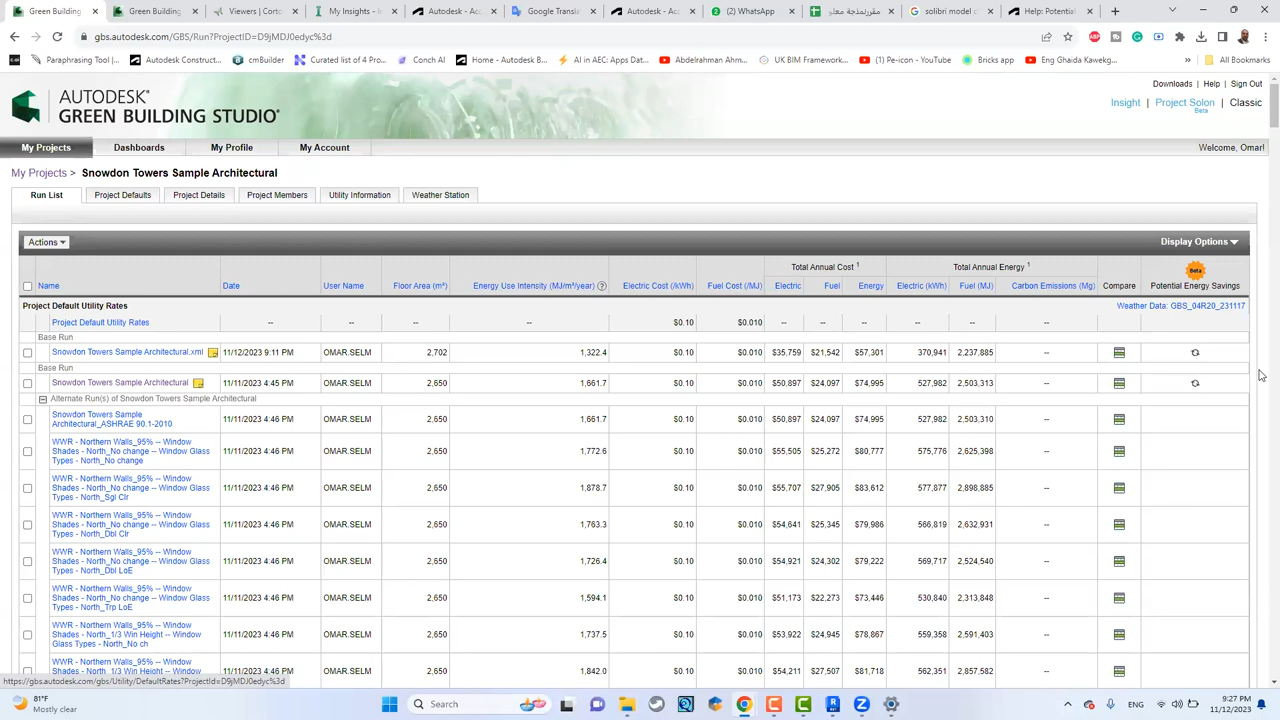 Green Building Studio
Green Building Studio
Viewers | Corto
My Insights - In
Autodesk - Acc
Google Transla
Autodesk - Acc
(2) WhatsApp
solibri model c
Help: Potentia
gbs.autodesk.com/GBS/Run?ProjectID=D9jMDJ0edyc%3d
Paraphrasing Tool |...
Autodesk Construct...
cmBuilder
Curated list of 4 Pro...
Conch AI
Home - Autodesk B...
AI in AEC: Apps Dat...
Abdelrahman Ahm...
UK BIM Framework...
(1) Pe-icon - YouTube
Bricks app
Eng Ghaida Kawekg...
All Bookmarks
Downloads | Help | Sign Out
AUTODESK®
GREEN BUILDING STUDIO®
Insight | Project Solon | Classic
Beta
My Projects Dashboards My Profile My Account Welcome, Omar!
My Projects > Snowdon Towers Sample Architectural
Run List Project Defaults Project Details Project Members Utility Information Weather Station
Actions Display Options
Total Annual Cost 1 Total Annual Energy 1 Beta
Name Date User Name Floor Area (m²) Energy Use Intensity (MJ/m²/year) Electric Cost (/kWh) Fuel Cost (/MJ) Electric Fuel Energy Electric (kWh) Fuel (MJ) Carbon Emissions (Mg) Compare Potential Energy Savings
Project Default Utility Rates Weather Data: GBS_04R20_231117
Project Default Utility Rates -- -- -- -- $0.10 $0.010 -- -- -- -- -- --
Base Run
Snowdon Towers Sample Architectural.xml 11/12/2023 9:11 PM OMAR.SELM 2,702 1,322.4 $0.10 $0.010 $35,759 $21,542 $57,301 370,941 2,237,885 --
Base Run
Snowdon Towers Sample Architectural 11/11/2023 4:45 PM OMAR.SELM 2,650 1,661.7 $0.10 $0.010 $50,897 $24,097 $74,995 527,982 2,503,313 --
Alternate Run(s) of Snowdon Towers Sample Architectural
Snowdon Towers Sample
Architectural_ASHRAE 90.1-2010 11/11/2023 4:46 PM OMAR.SELM 2,650 1,661.7 $0.10 $0.010 $50,897 $24,097 $74,995 527,982 2,503,310 --
WWR - Northern Walls_95% -- Window
Shades - North_No change -- Window Glass 11/11/2023 4:46 PM OMAR.SELM 2,650 1,772.6 $0.10 $0.010 $55,505 $25,272 $80,777 575,776 2,625,398 --
Types - North_No change
WWR - Northern Walls_95% -- Window
Shades - North_No change -- Window Glass 11/11/2023 4:46 PM OMAR.SELM 2,650 1,878.7 $0.10 $0.010 $55,707 $27,905 $83,612 577,877 2,898,885 --
Types - North_Sgl Clr
WWR - Northern Walls_95% -- Window
Shades - North_No change -- Window Glass 11/11/2023 4:46 PM OMAR.SELM 2,650 1,763.3 $0.10 $0.010 $54,641 $25,345 $79,986 566,819 2,632,931 --
Types - North_Dbl Clr
WWR - Northern Walls_95% -- Window
Shades - North_No change -- Window Glass 11/11/2023 4:46 PM OMAR.SELM 2,650 1,726.4 $0.10 $0.010 $54,921 $24,302 $79,222 569,717 2,524,540 --
Types - North_Dbl LoE
WWR - Northern Walls_95% -- Window
Shades - North_No change -- Window Glass 11/11/2023 4:46 PM OMAR.SELM 2,650 1,594.1 $0.10 $0.010 $51,173 $22,273 $73,446 530,840 2,313,848 --
Types - North_Trp LoE
WWR - Northern Walls_95% -- Window
Shades - North_1/3 Win Height -- Window 11/11/2023 4:46 PM OMAR.SELM 2,650 1,737.5 $0.10 $0.010 $53,922 $24,945 $78,867 559,358 2,591,403 --
Glass Types - North_No ch
WWR - Northern Walls_95% -- Window
Shades - North_1/3 Win Height -- Window 11/11/2023 4:46 PM OMAR.SELM 2,650 1,842.0 $0.10 $0.010 562,351 2,857,582 --
https://gbs.autodesk.com/gbs/Utility/DefaultRates?ProjectId=D9jMDJ0edyc%3d
81°F
Mostly clear
Search
9:27 PM
11/12/2023